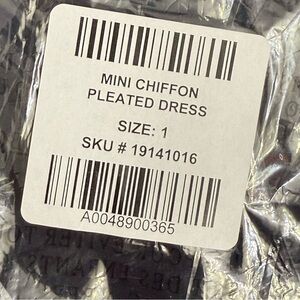 MINI CHIFFON
PLEATED DRESS
SIZE: 1
SKU # 19141016
A0048900365